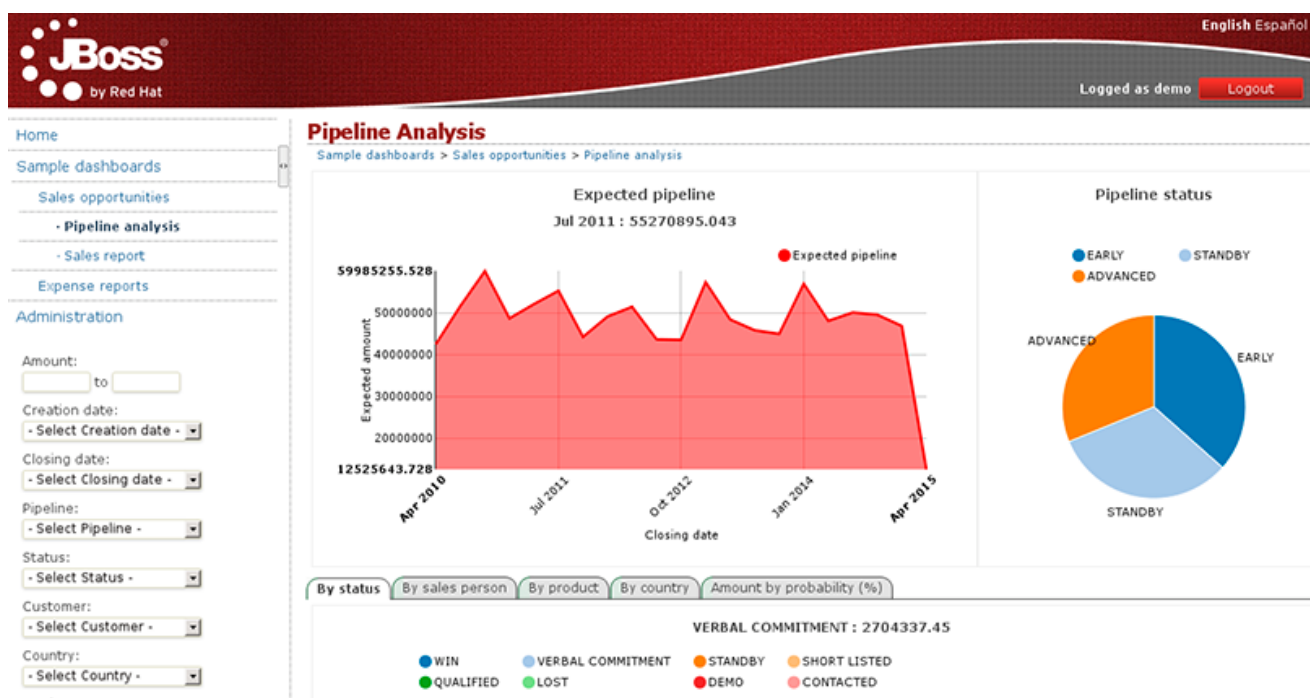 English Español
JBoss®
by Red Hat
Logged as demo Logout
Home
Sample dashboards
Sales opportunities
- Pipeline analysis
- Sales report
Expense reports
Administration
Amount:
to
Creation date:
- Select Creation date -
Closing date:
- Select Closing date -
Pipeline:
- Select Pipeline -
Status:
- Select Status -
Customer:
- Select Customer -
Country:
- Select Country -
Pipeline Analysis
Sample dashboards > Sales opportunities > Pipeline analysis
Expected pipeline
Jul 2011 : 55270895.043
Expected pipeline
59985255.528
50000000
40000000
30000000
20000000
12525643.728
Expected amount
Apr 2010
Jul 2011
Oct 2012
Jan 2014
Apr 2015
Closing date
Pipeline status
EARLY STANDBY
ADVANCED
ADVANCED
EARLY
STANDBY
By status By sales person By product By country Amount by probability (%)
VERBAL COMMITMENT : 2704337.45
WIN VERBAL COMMITMENT STANDBY SHORT LISTED
QUALIFIED LOST DEMO CONTACTED